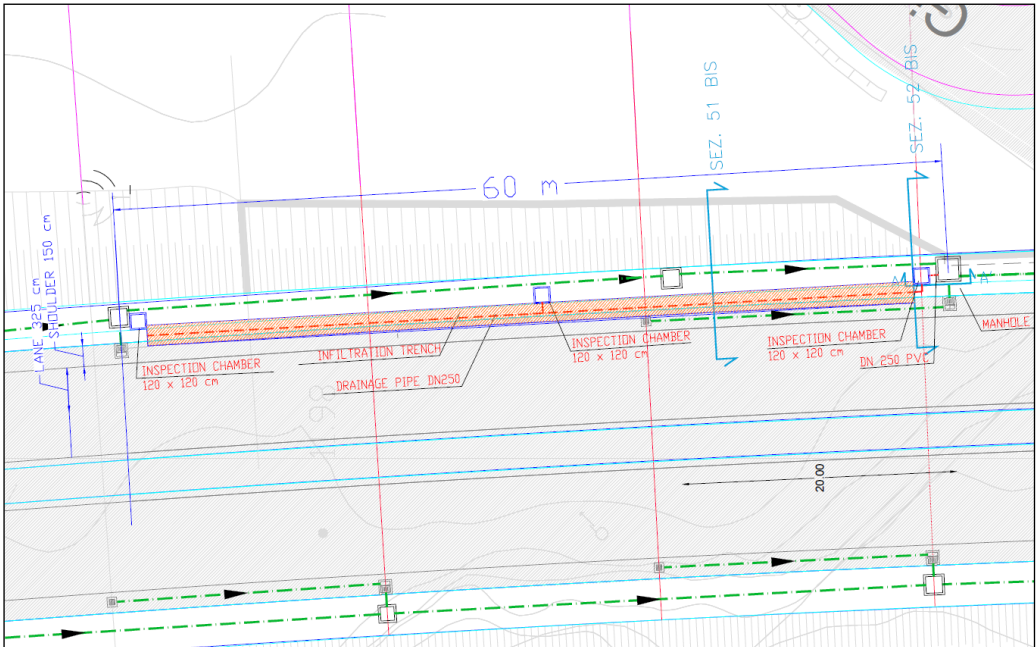 SEZ. 51 BIS
SEZ. 52 BIS
60 m
LANE 325 cm
SHOULDER 150 cm
A
A'
INSPECTION CHAMBER
120 x 120 cm
INFILTRATION TRENCH
DRAINAGE PIPE DN250
INSPECTION CHAMBER
120 x 120 cm
INSPECTION CHAMBER
120 x 120 cm
DN 250 PVC
MANHOLE
20.00